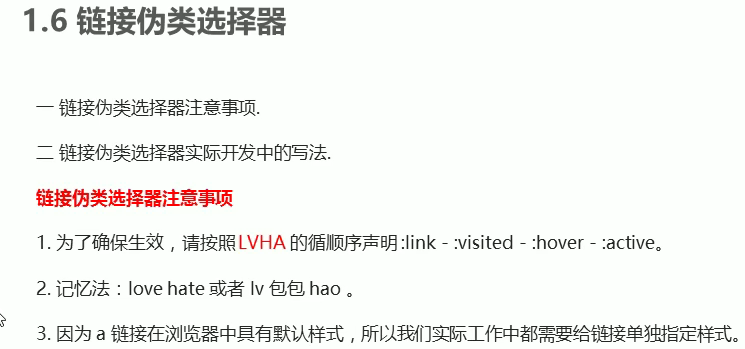 1.6 链接伪类选择器
一 链接伪类选择器注意事项.
二 链接伪类选择器实际开发中的写法.
链接伪类选择器注意事项
1. 为了确保生效，请按照LVHA 的循顺序声明:link - :visited - :hover - :active。
2. 记忆法：love hate 或者 lv 包包 hao 。
3. 因为 a 链接在浏览器中具有默认样式，所以我们实际工作中都需要给链接单独指定样式。